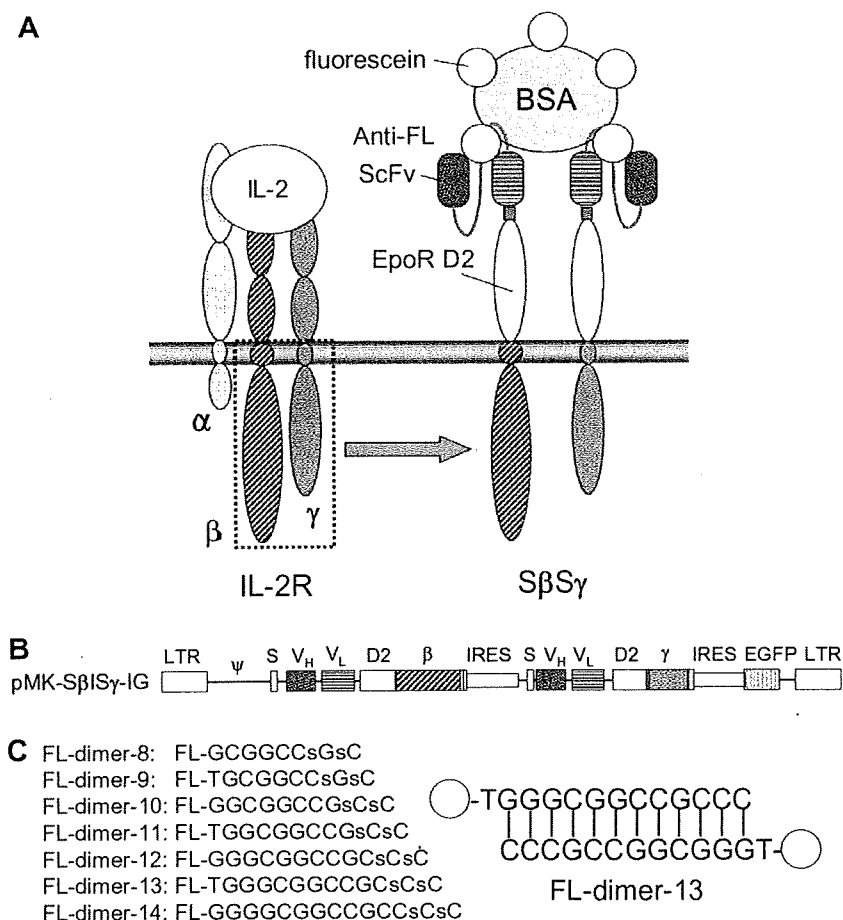 A
fluorescein
BSA
Anti-FL
ScFv
IL-2
EpoR D2
α
β
γ
IL-2R
SβSγ
B
LTR ψ S VH VL D2 β IRES S VH VL D2 γ IRES EGFP LTR
pMK-SβISγ-IG
C
FL-dimer-8: FL-GCGGCCsGsC
FL-dimer-9: FL-TGCGGCCsGsC
FL-dimer-10: FL-GGCGGCCGsCsC
FL-dimer-11: FL-TGGCGGCCGsCsC
FL-dimer-12: FL-GGGCGGCCGCsCsC
FL-dimer-13: FL-TGGGCGGCCGCsCsC
FL-dimer-14: FL-GGGGCGGCCGCCsCsC
-TGGGCGGCCGCCC
CCCGCCGGCGGGT-
FL-dimer-13